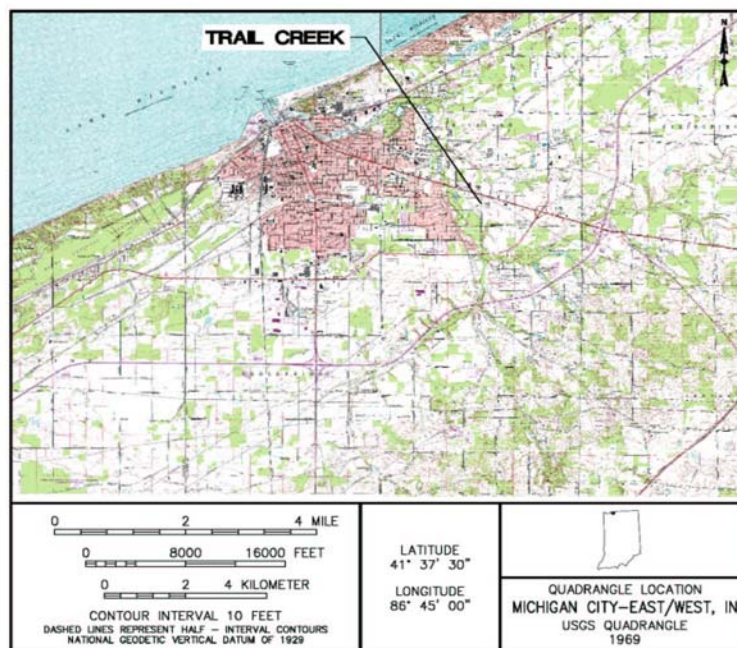 TRAIL CREEK
N
LAKE MICHIGAN
0 2 4 MILE
0 8000 16000 FEET
0 2 4 KILOMETER
CONTOUR INTERVAL 10 FEET
DASHED LINES REPRESENT HALF – INTERVAL CONTOURS
NATIONAL GEODETIC VERTICAL DATUM OF 1929
LATITUDE
41° 37' 30"
LONGITUDE
86° 45' 00"
QUADRANGLE LOCATION
MICHIGAN CITY–EAST/WEST, IN
USGS QUADRANGLE
1969